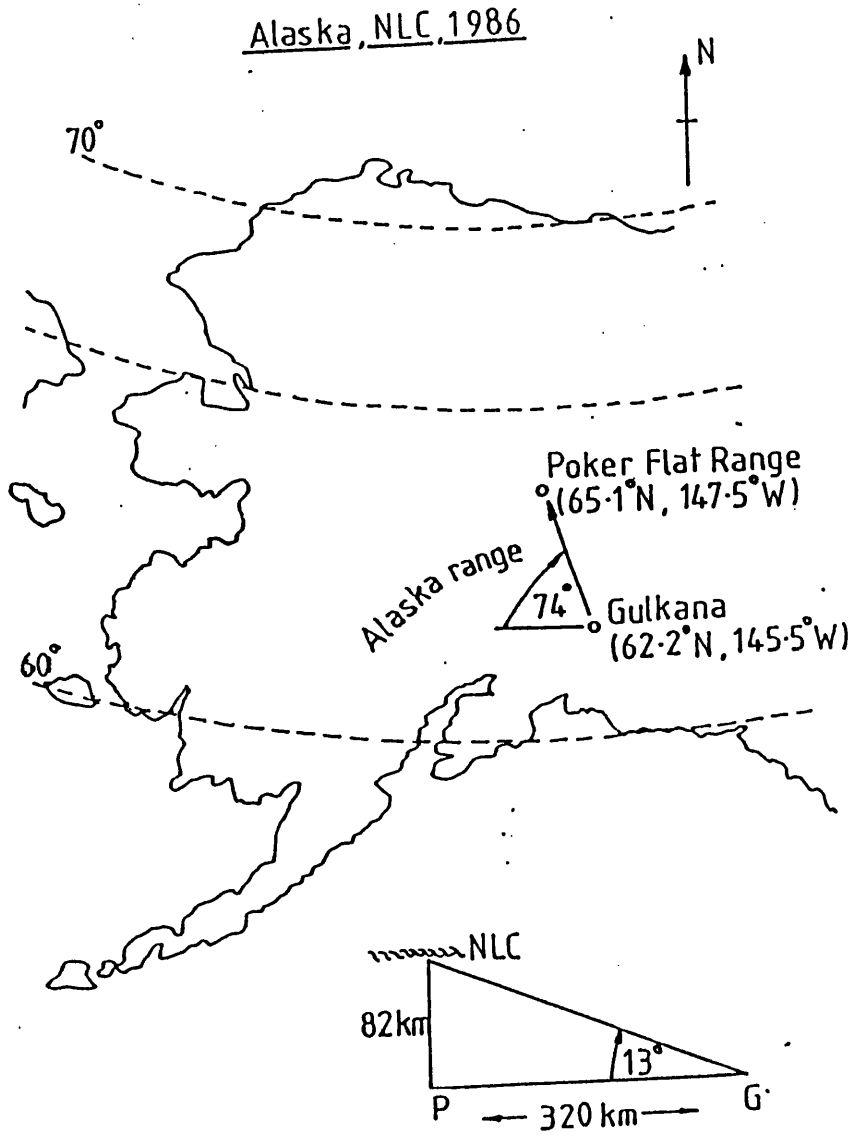 Alaska, NLC, 1986
N
70°
Poker Flat Range
(65·1°N, 147·5°W)
Alaska range
74°
Gulkana
(62·2°N, 145·5°W)
60°
NLC
82km
13°
P
G
320 km